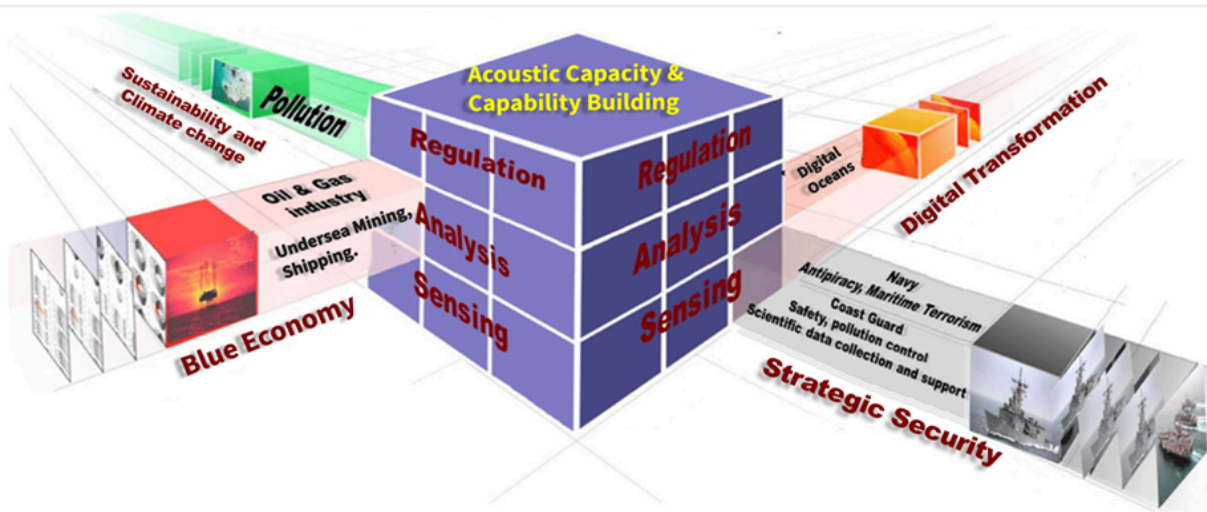 Acoustic Capacity &
Capability Building
Regulation
Analysis
Sensing
Regulation
Analysis
Sensing
Sustainability and
Climate change
Pollution
Oil & Gas
industry
Undersea Mining,
Shipping.
Blue Economy
Digital
Oceans
Digital Transformation
Navy
Antipiracy, Maritime Terrorism
Coast Guard
Safety, pollution control
Scientific data collection and support
Strategic Security